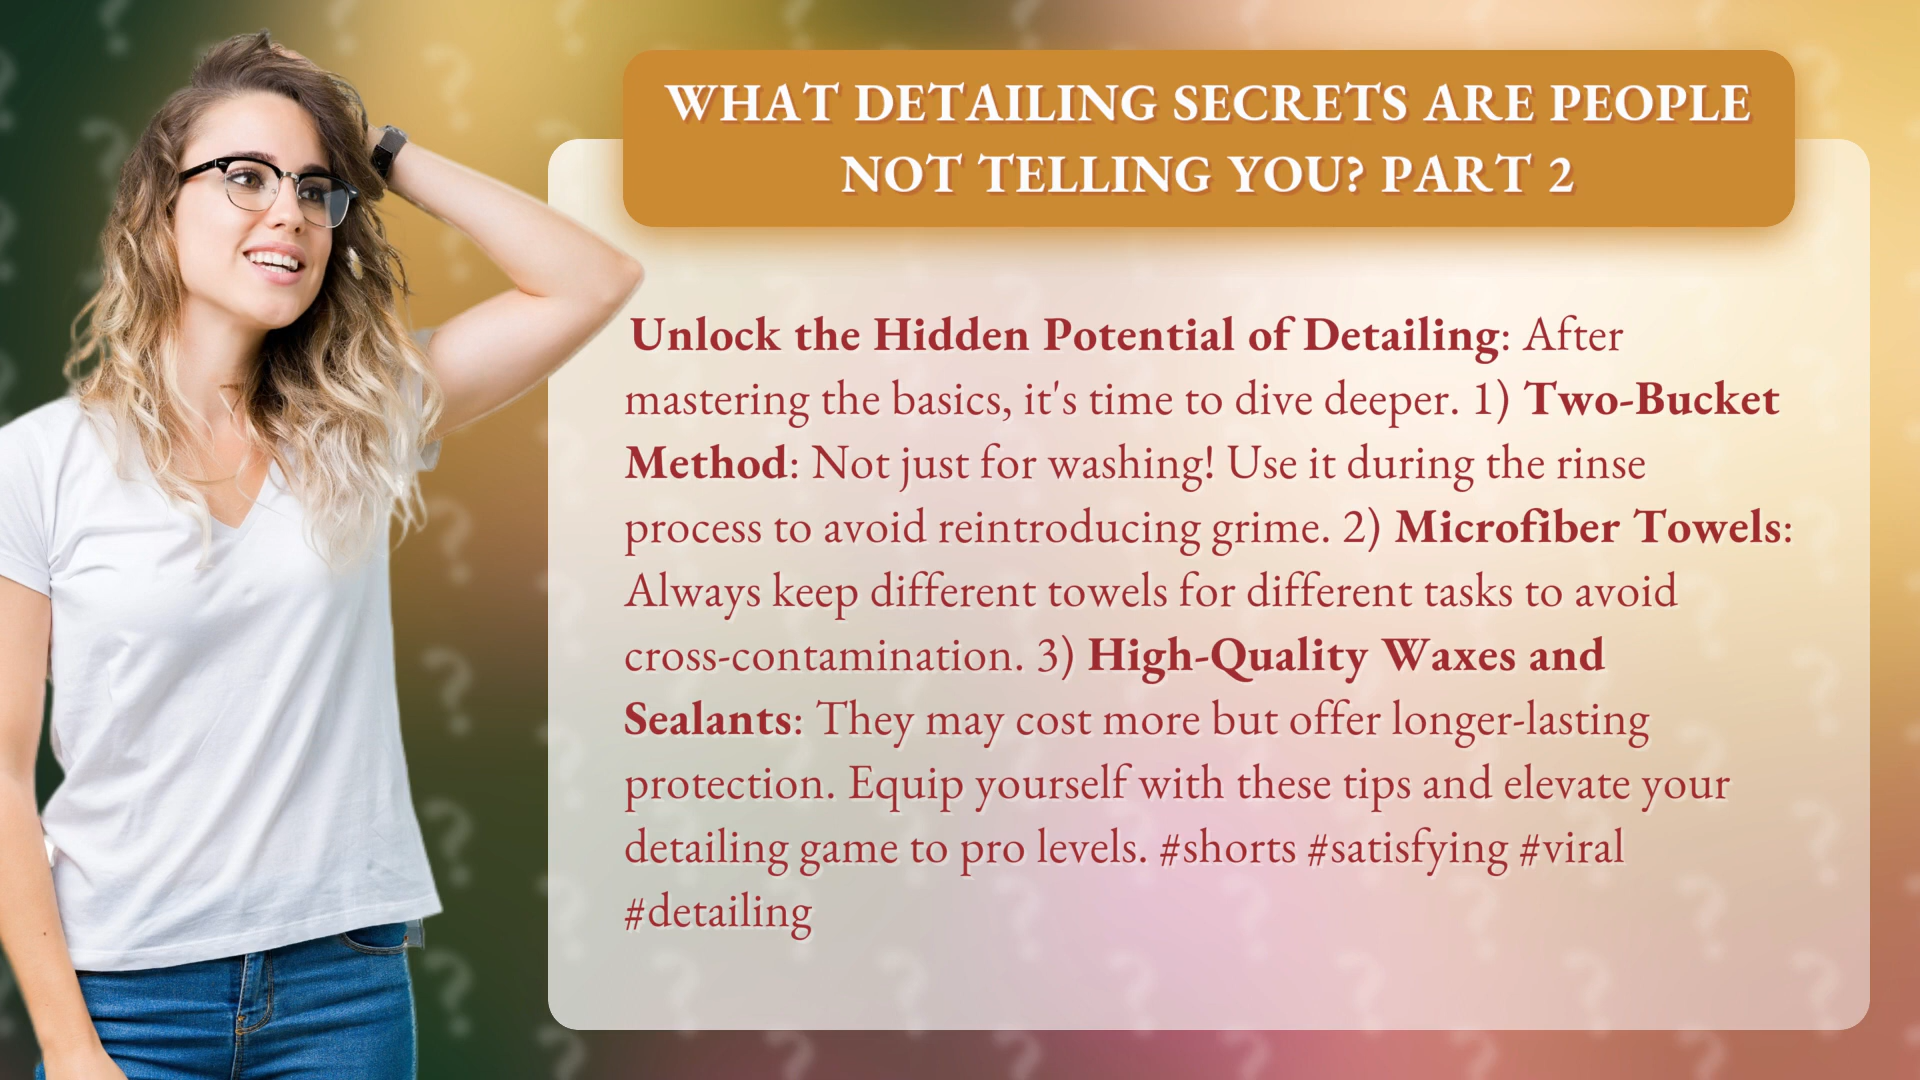 WHAT DETAILING SECRETS ARE PEOPLE
NOT TELLING YOU? PART 2
Unlock the Hidden Potential of Detailing: After
mastering the basics, it's time to dive deeper. 1) Two-Bucket
Method: Not just for washing! Use it during the rinse
process to avoid reintroducing grime. 2) Microfiber Towels:
Always keep different towels for different tasks to avoid
cross-contamination. 3) High-Quality Waxes and
Sealants: They may cost more but offer longer-lasting
protection. Equip yourself with these tips and elevate your
detailing game to pro levels. #shorts #satisfying #viral
#detailing